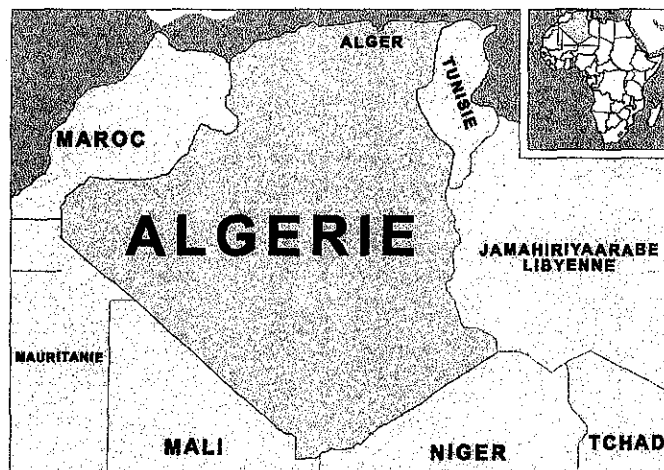 ALGER
TUNISIE
MAROC
ALGERIE
JAMAHIRIYAARABE
LIBYENNE
MAURITANIE
MALI
NIGER
TCHAD